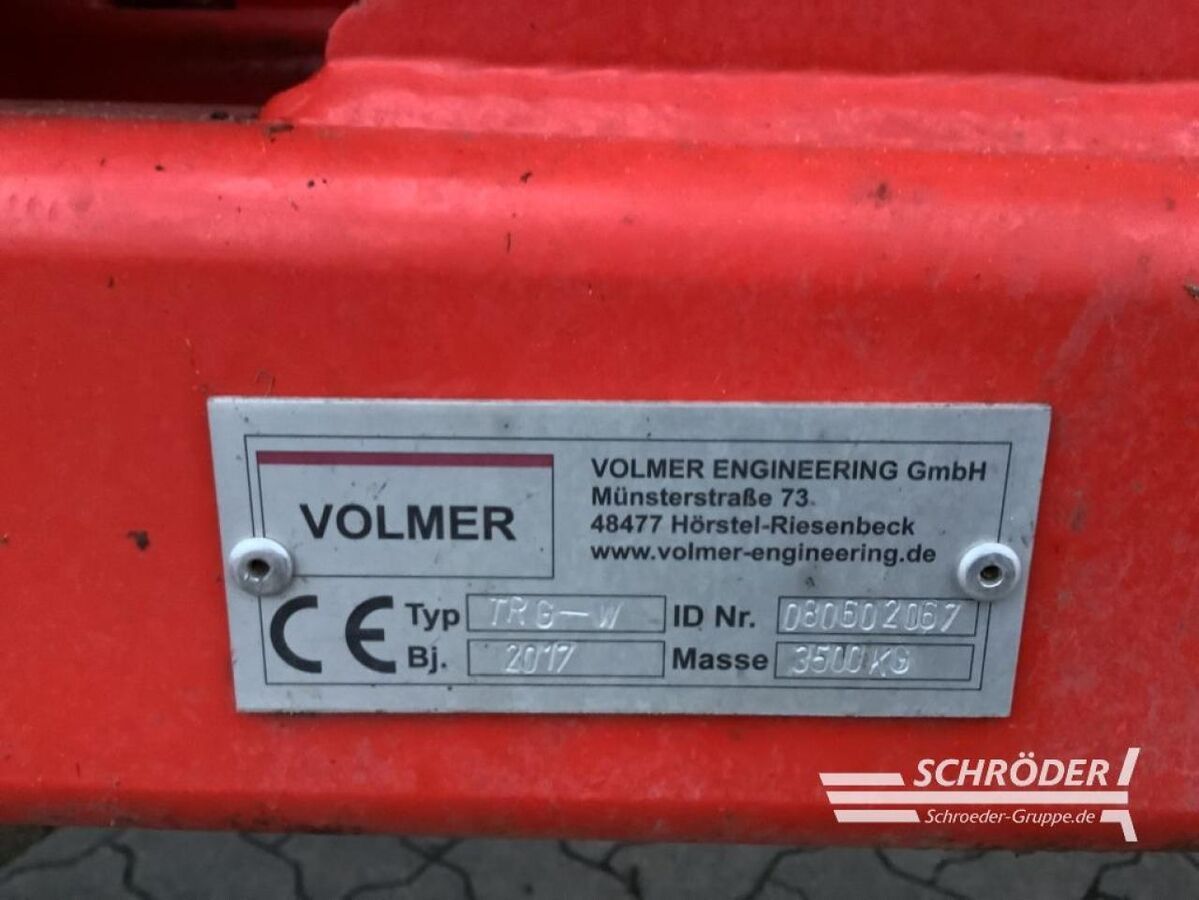 VOLMER
VOLMER ENGINEERING GmbH
Münsterstraße 73
48477 Hörstel-Riesenbeck
www.volmer-engineering.de
CE Typ TRG-W ID Nr. 080602067
Bj. 2017 Masse 3500KG
SCHRÖDER
Schroeder-Gruppe.de